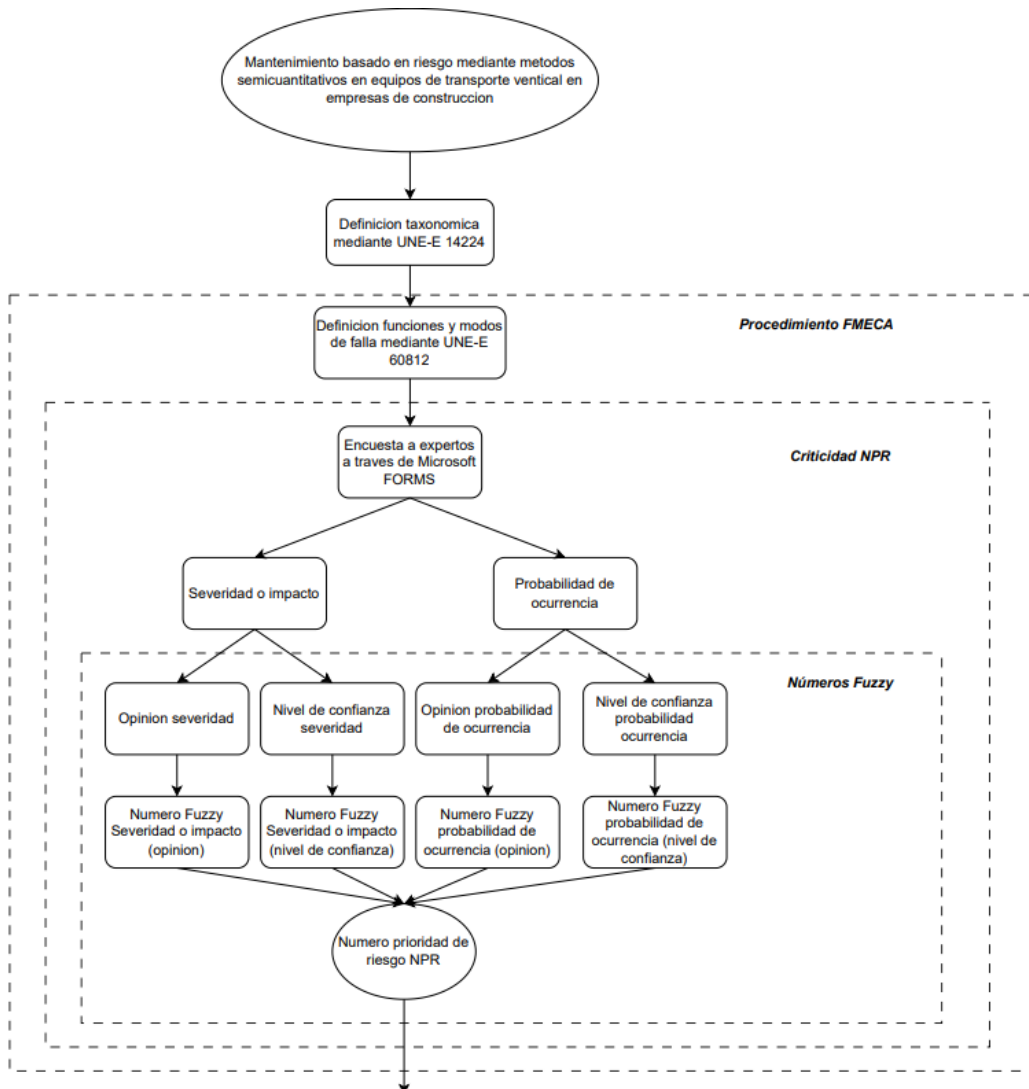 Mantenimiento basado en riesgo mediante metodos
semicuantitativos en equipos de transporte ventical en
empresas de construccion
Definicion taxonomica
mediante UNE-E 14224
Procedimiento FMECA
Definicion funciones y modos
de falla mediante UNE-E
60812
Criticidad NPR
Encuesta a expertos
a traves de Microsoft
FORMS
Severidad o impacto
Probabilidad de
ocurrencia
Números Fuzzy
Opinion severidad
Nivel de confianza
severidad
Opinion probabilidad
de ocurrencia
Nivel de confianza
probabilidad
ocurrencia
Numero Fuzzy
Severidad o impacto
(opinion)
Numero Fuzzy
Severidad o impacto
(nivel de confianza)
Numero Fuzzy
probabilidad de
ocurrencia (opinion)
Numero Fuzzy
probabilidad de
ocurrencia (nivel de
confianza)
Numero prioridad de
riesgo NPR